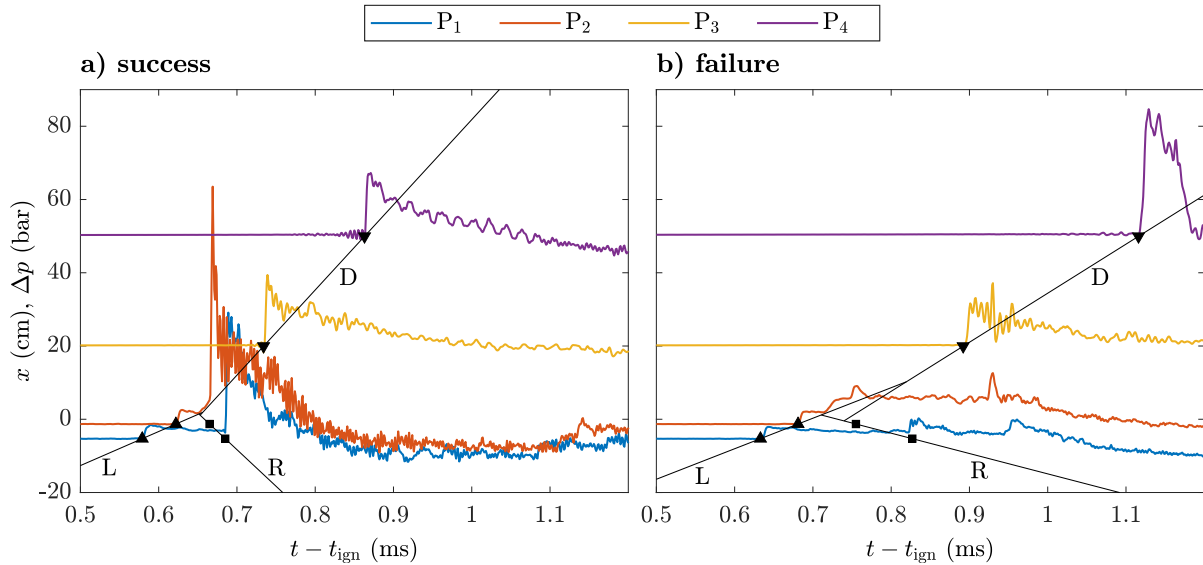 P₁ P₂ P₃ P₄
a) success
b) failure
x (cm), Δp (bar)
80
60
40
20
0
-20
D
L
R
D
L
R
0.5 0.6 0.7 0.8 0.9 1 1.1
0.5 0.6 0.7 0.8 0.9 1 1.1
t − t_ign (ms)
t − t_ign (ms)